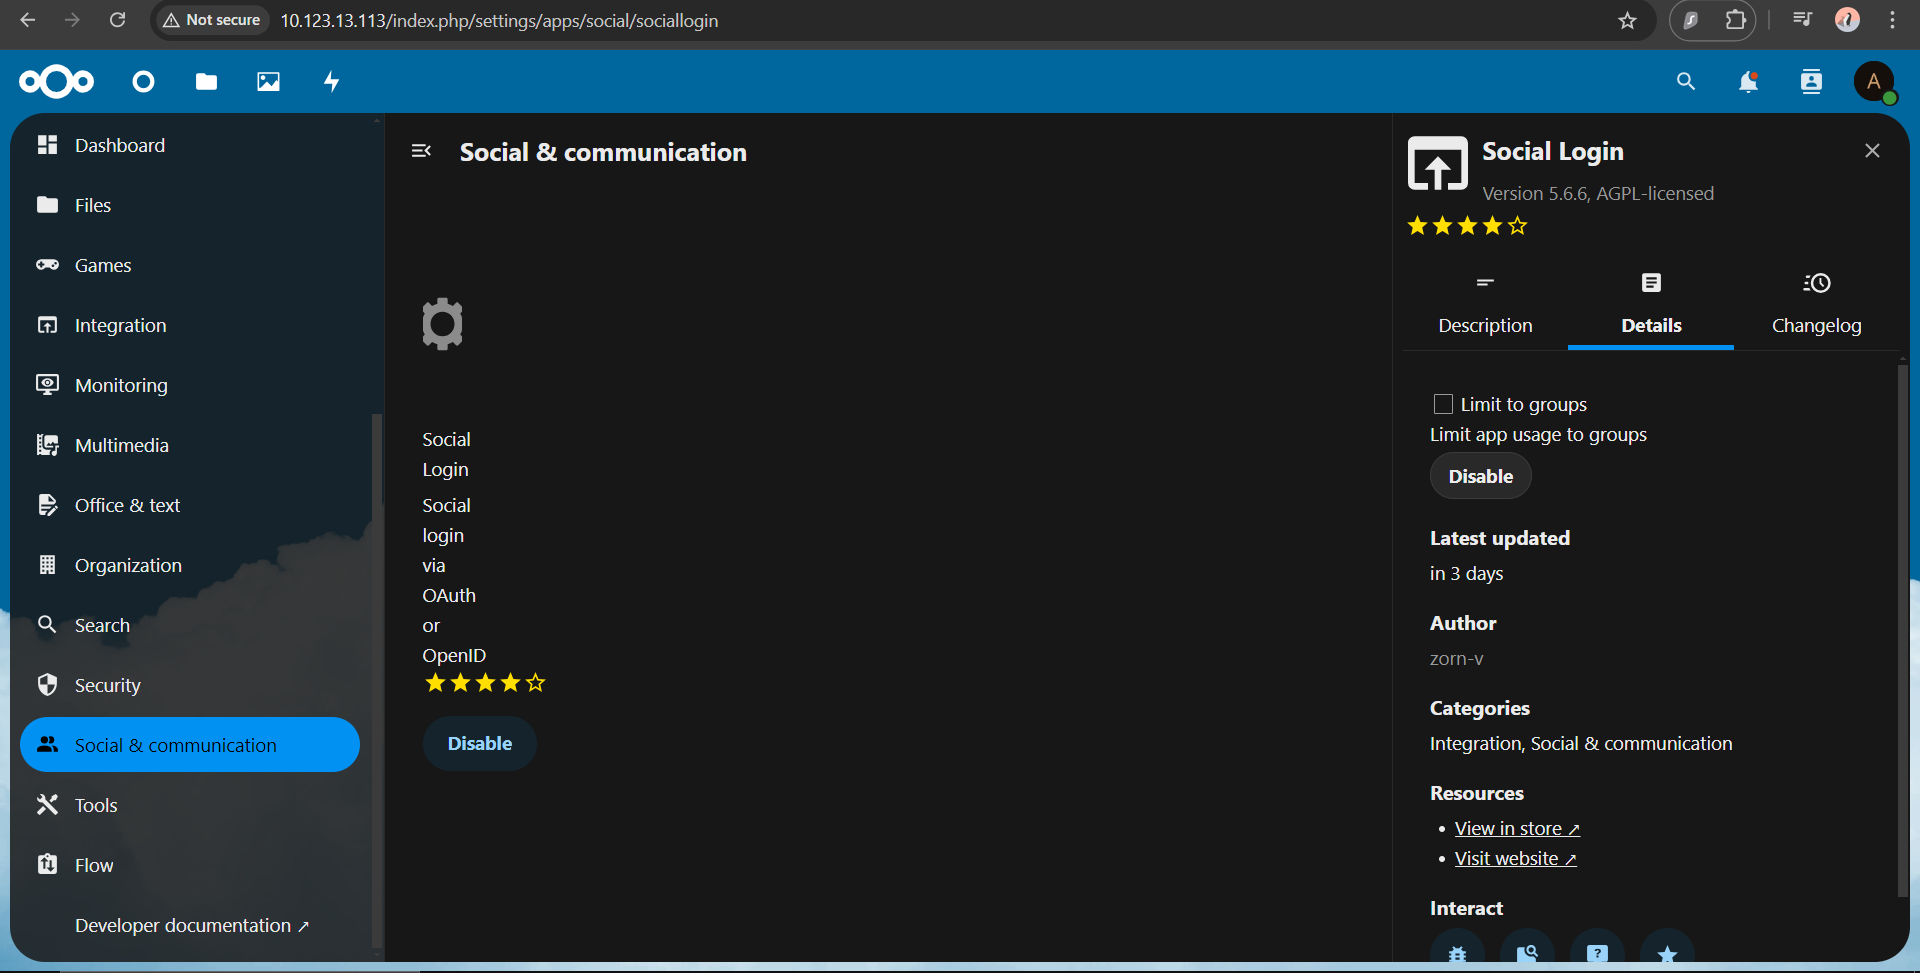 Not secure
10.123.13.113/index.php/settings/apps/social/sociallogin
A
Dashboard
Files
Games
Integration
Monitoring
Multimedia
Office & text
Organization
Search
Security
Social & communication
Tools
Flow
Developer documentation ↗
Social & communication
Social
Login
Social
login
via
OAuth
or
OpenID
Disable
Social Login
Version 5.6.6, AGPL-licensed
Description
Details
Changelog
Limit to groups
Limit app usage to groups
Disable
Latest updated
in 3 days
Author
zorn-v
Categories
Integration, Social & communication
Resources
• View in store ↗
• Visit website ↗
Interact